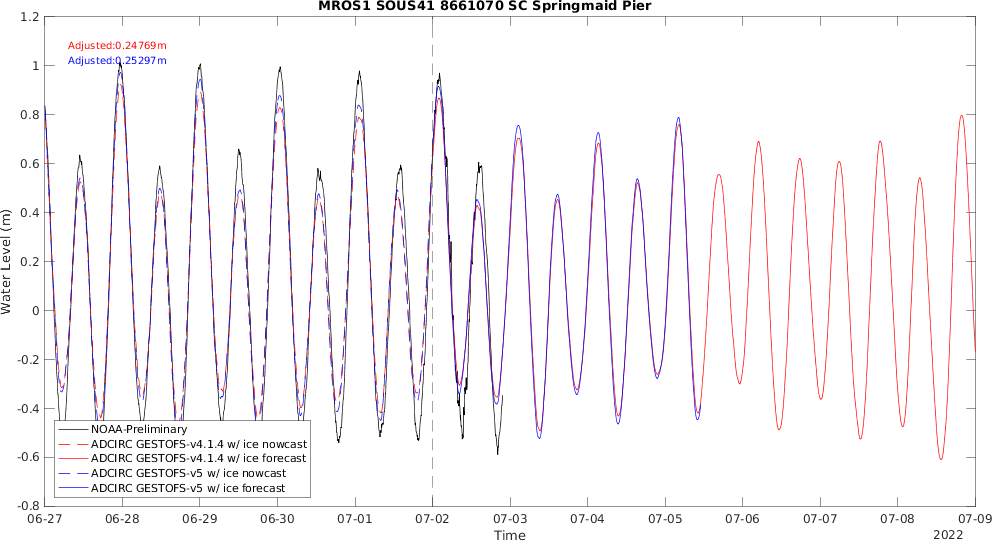 MROS1 SOUS41 8661070 SC Springmaid Pier
1.2
1
0.8
0.6
0.4
0.2
0
-0.2
-0.4
-0.6
-0.8
Water Level (m)
Adjusted:0.24769m
Adjusted:0.25297m
NOAA-Preliminary
ADCIRC GESTOFS-v4.1.4 w/ ice nowcast
ADCIRC GESTOFS-v4.1.4 w/ ice forecast
ADCIRC GESTOFS-v5 w/ ice nowcast
ADCIRC GESTOFS-v5 w/ ice forecast
06-27 06-28 06-29 06-30 07-01 07-02 07-03 07-04 07-05 07-06 07-07 07-08 07-09
Time
2022